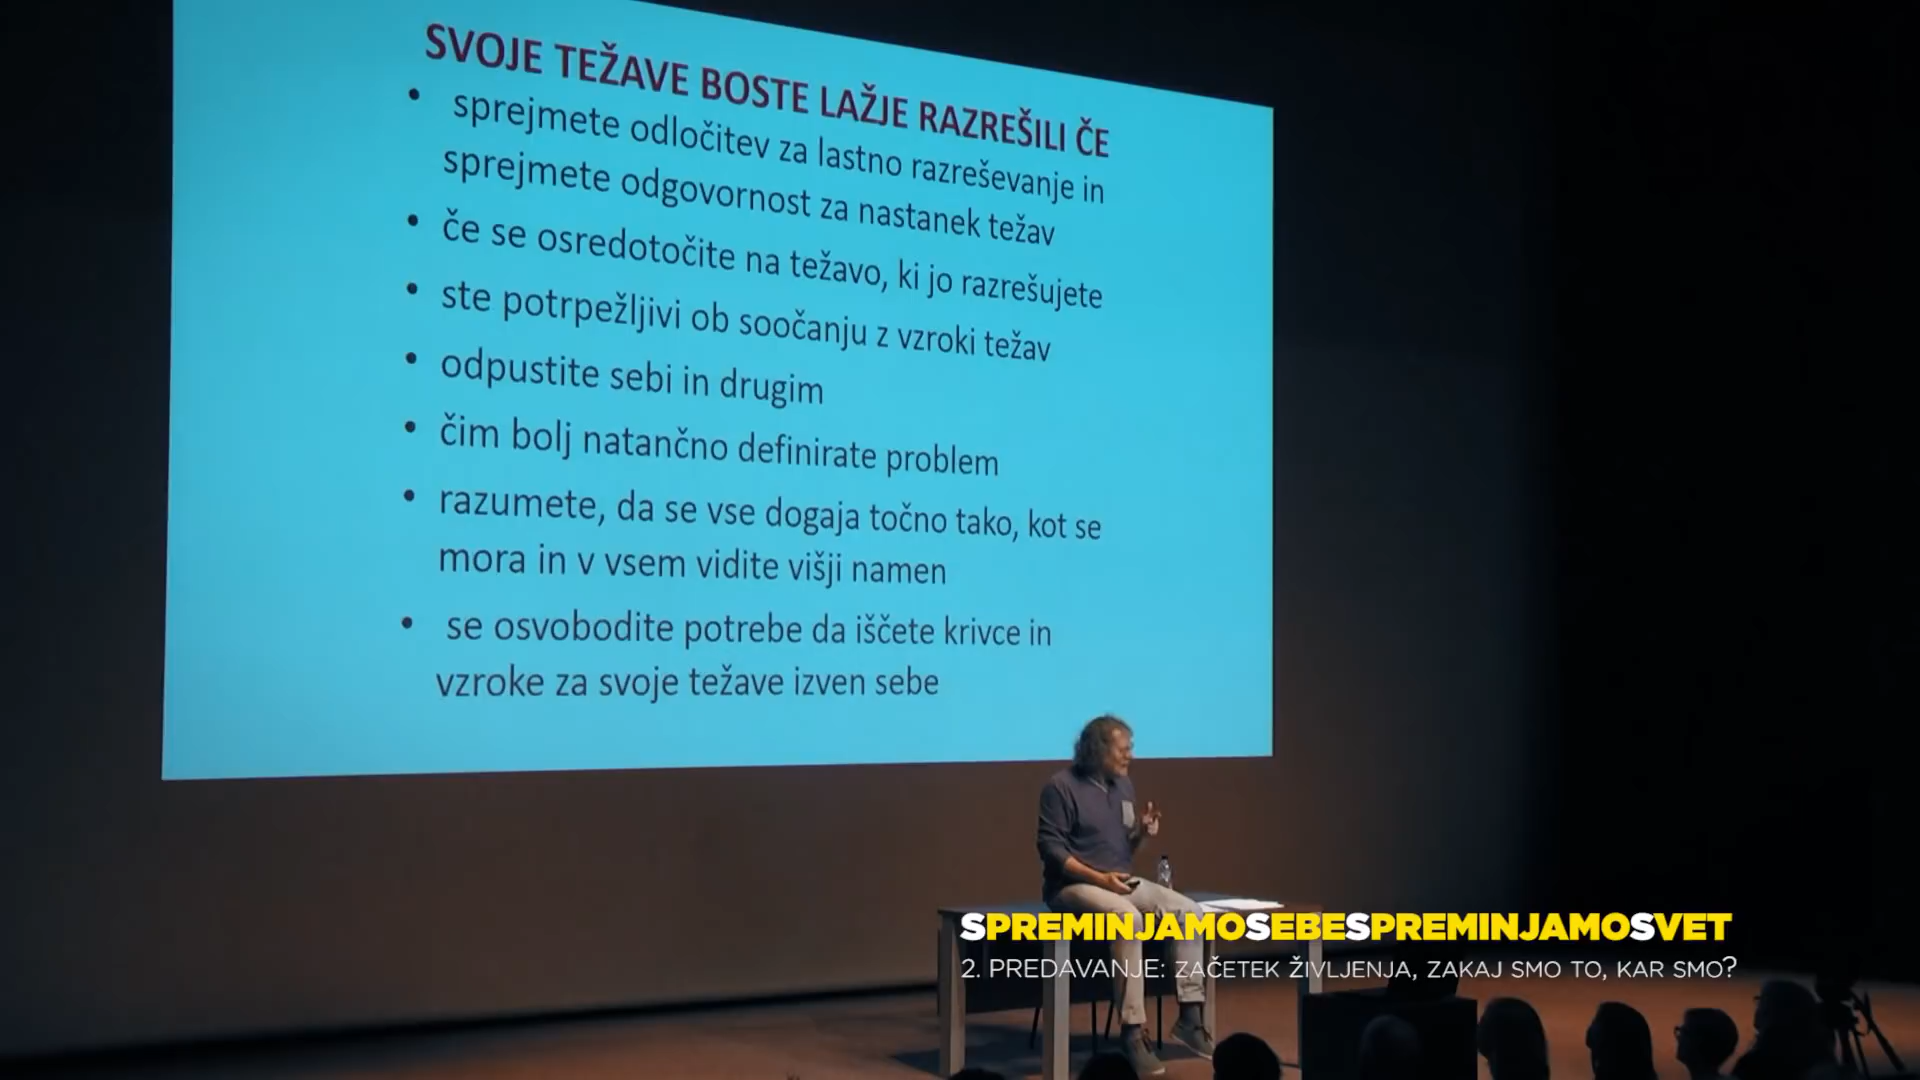 SVOJE TEŽAVE BOSTE LAŽJE RAZREŠILI ČE
• sprejmete odločitev za lastno razreševanje in
sprejmete odgovornost za nastanek težav
• če se osredotočite na težavo, ki jo razrešujete
• ste potrpežljivi ob soočanju z vzroki težav
• odpustite sebi in drugim
• čim bolj natančno definirate problem
• razumete, da se vse dogaja točno tako, kot se
mora in v vsem vidite višji namen
• se osvobodite potrebe da iščete krivce in
vzroke za svoje težave izven sebe
SPREMINJAMOSEBESPREMINJAMOSVET
2. PREDAVANJE: ZAČETEK ŽIVLJENJA, ZAKAJ SMO TO, KAR SMO?